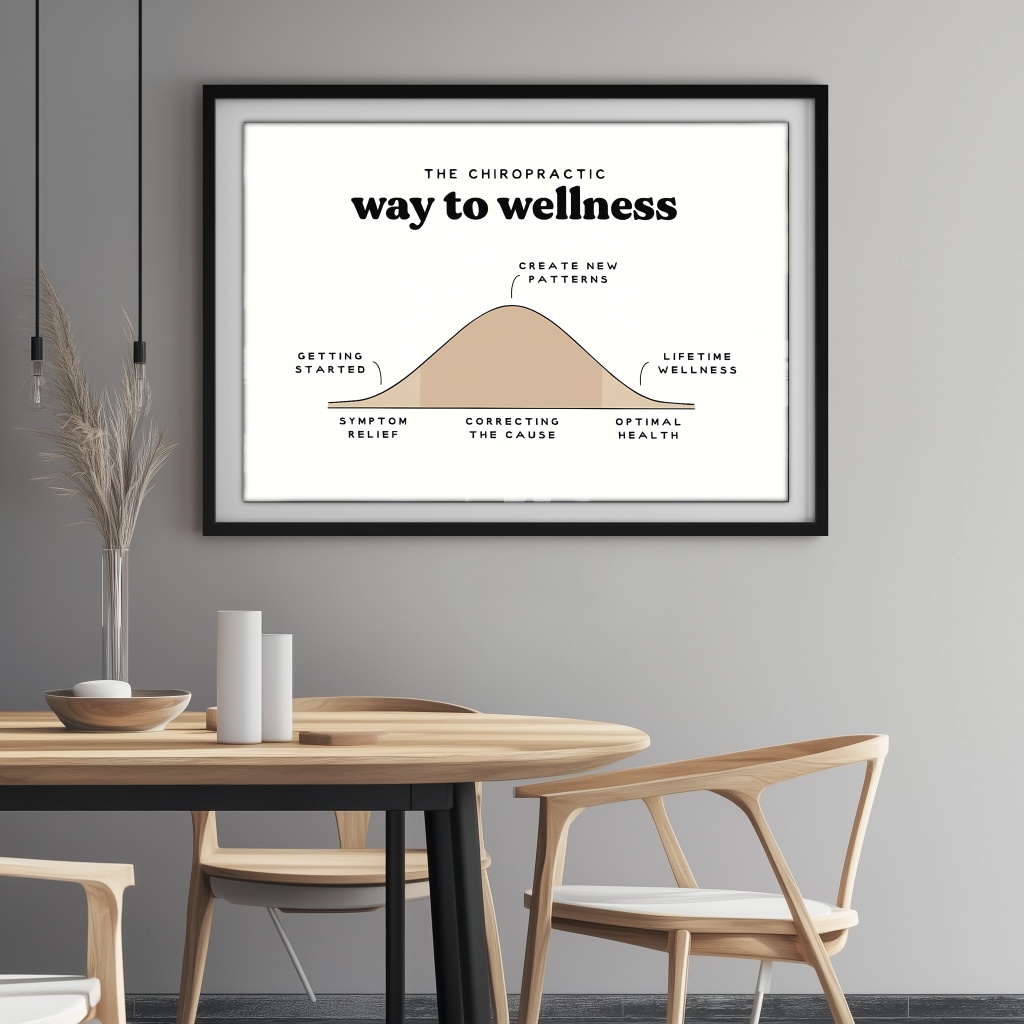 THE CHIROPRACTIC
way to wellness
CREATE NEW
PATTERNS
GETTING
STARTED
LIFETIME
WELLNESS
SYMPTOM
RELIEF
CORRECTING
THE CAUSE
OPTIMAL
HEALTH